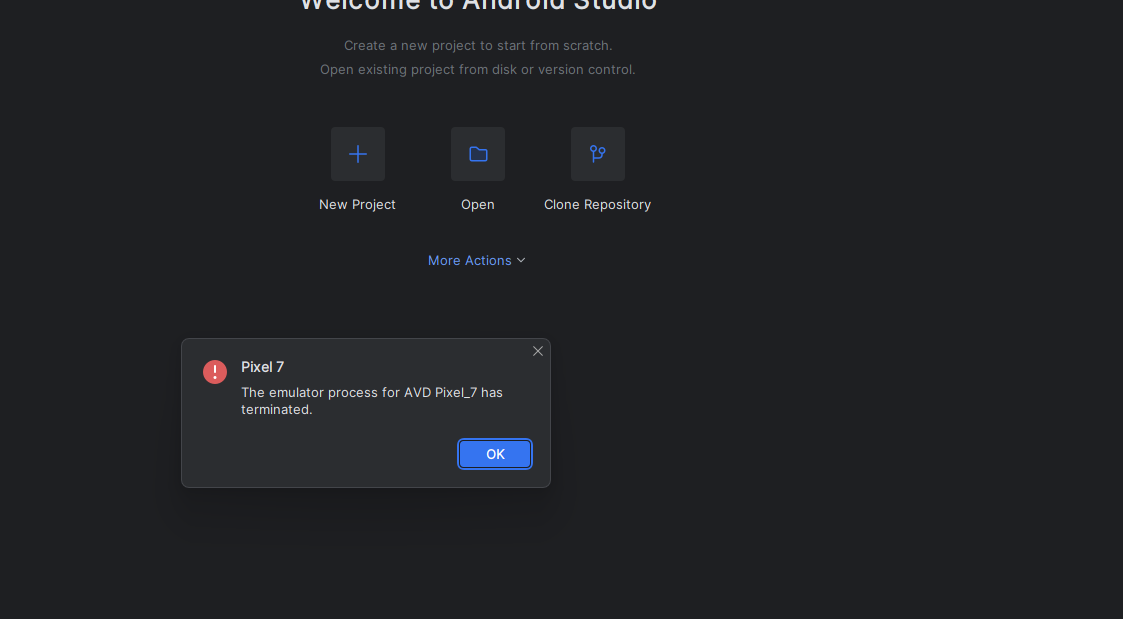 Welcome to Android Studio
Create a new project to start from scratch.
Open existing project from disk or version control.
New Project
Open
Clone Repository
More Actions
Pixel 7
The emulator process for AVD Pixel_7 has
terminated.
OK